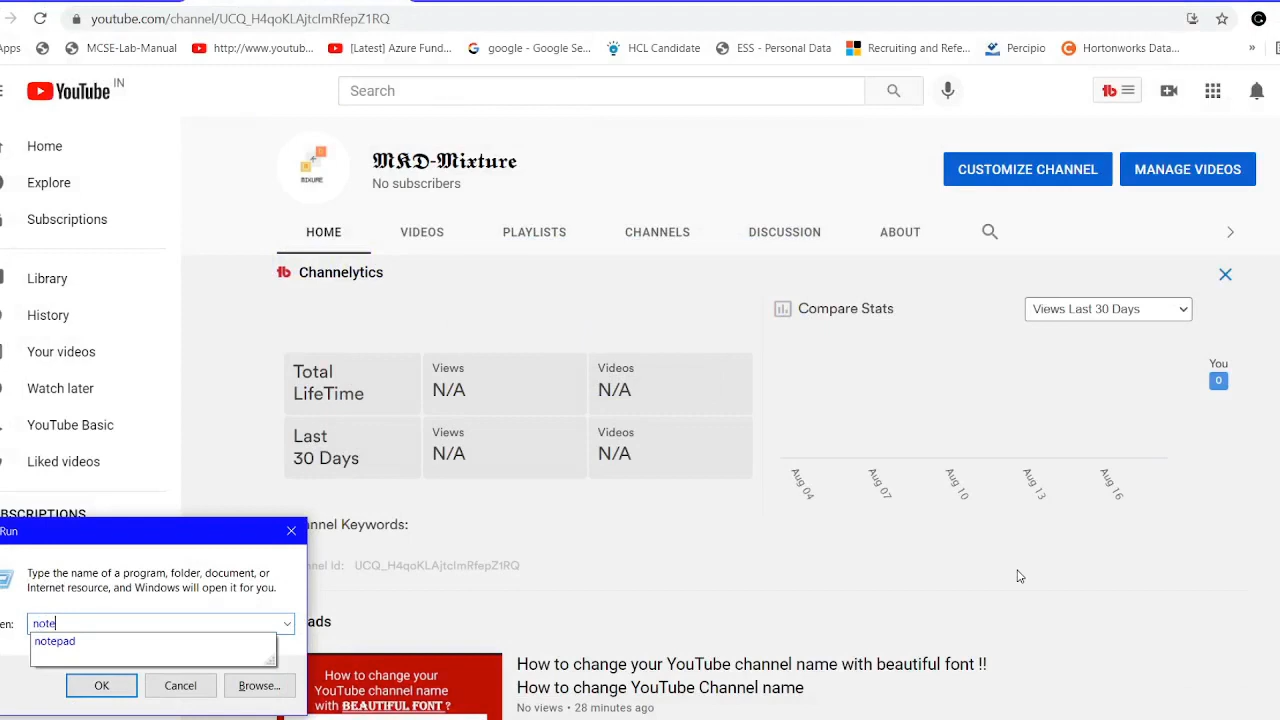 youtube.com/channel/UCQ_H4qoKLAjtcImRfepZ1RQ
Apps MCSE-Lab-Manual http://www.youtub... [Latest] Azure Fund... google - Google Se... HCL Candidate ESS - Personal Data Recruiting and Refe... Percipio Hortonworks Data... »
YouTube IN
Search
𝕸𝕶𝕯-𝕸𝖎𝖝𝖙𝖚𝖗𝖊
No subscribers
CUSTOMIZE CHANNEL
MANAGE VIDEOS
Home
Explore
Subscriptions
Library
History
Your videos
Watch later
YouTube Basic
Liked videos
BSCRIPTIONS
HOME VIDEOS PLAYLISTS CHANNELS DISCUSSION ABOUT
tb Channelytics
Compare Stats
Views Last 30 Days
Total LifeTime
Views
N/A
Videos
N/A
Last 30 Days
Views
N/A
Videos
N/A
You
0
Aug 04 Aug 07 Aug 10 Aug 13 Aug 16
nnel Keywords:
nnel Id: UCQ_H4qoKLAjtcImRfepZ1RQ
ads
How to change your
YouTube channel name
with BEAUTIFUL FONT ?
How to change your YouTube channel name with beautiful font !!
How to change YouTube Channel name
No views • 28 minutes ago
Run
Type the name of a program, folder, document, or
Internet resource, and Windows will open it for you.
en: note
notepad
OK Cancel Browse...